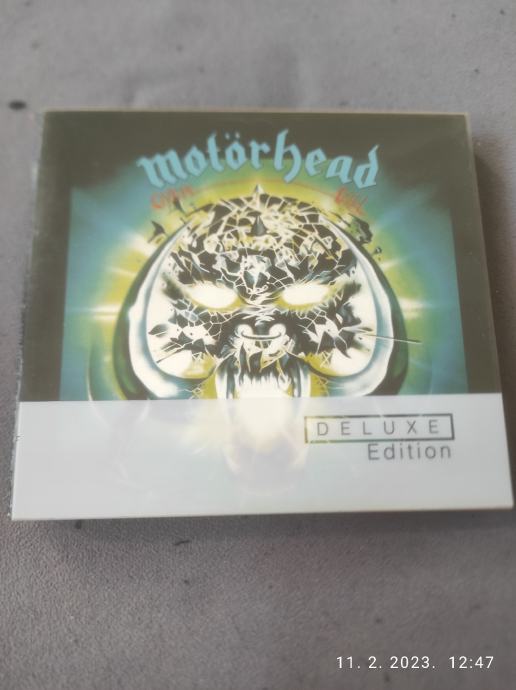 motörhead
DELUXE
Edition
11. 2. 2023. 12:47